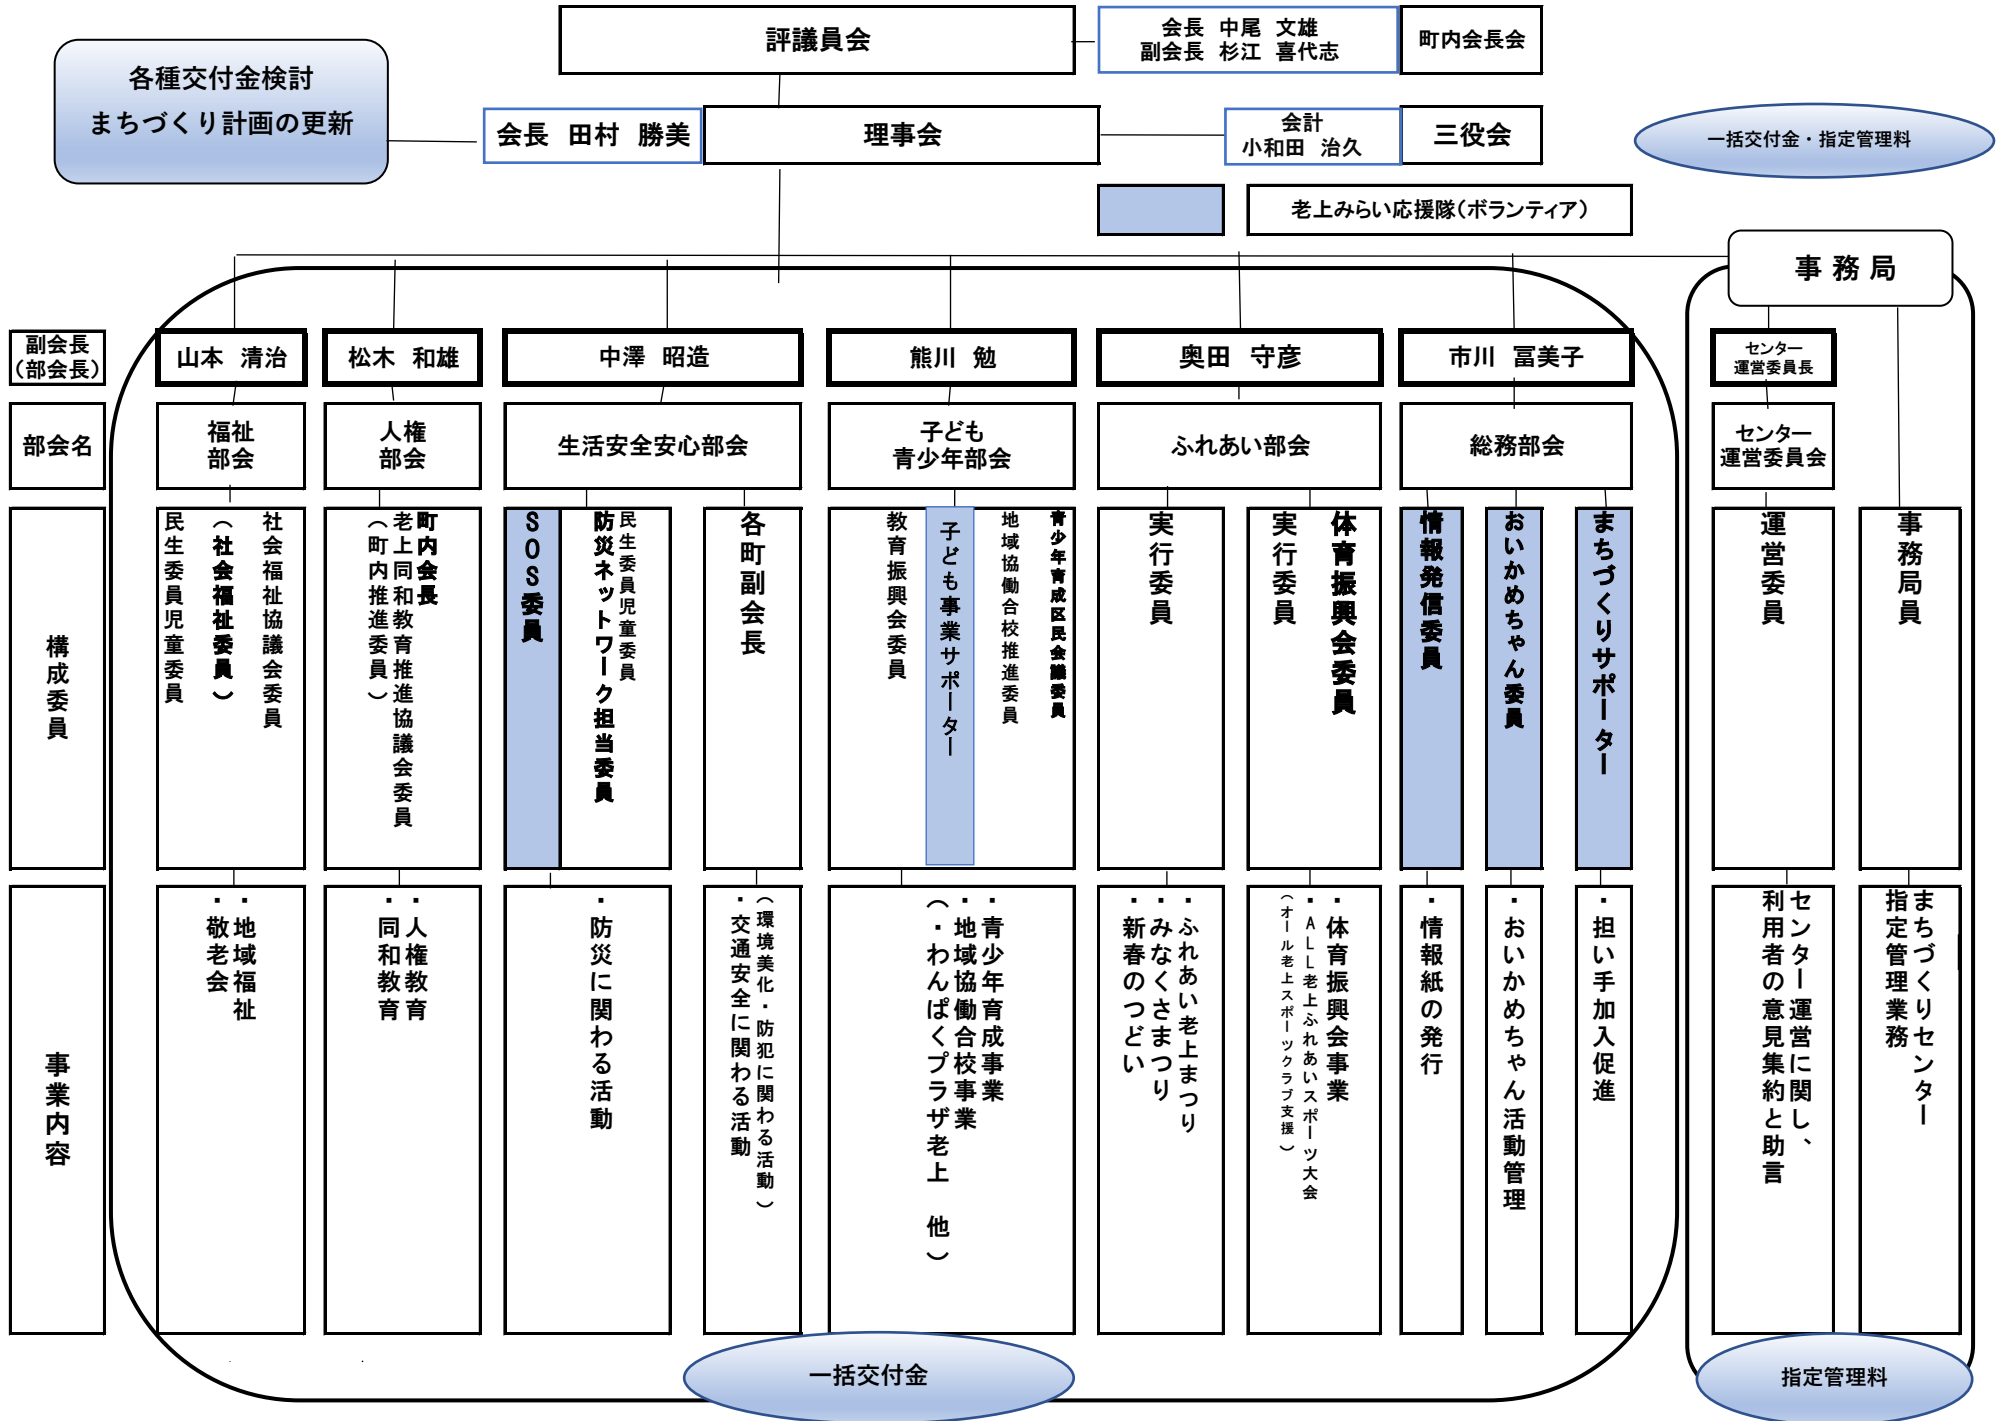 評議員会
会長 中尾 文雄
副会長 杉江 喜代志
町内会長会
各種交付金検討
まちづくり計画の更新
会長 田村 勝美
理事会
会計
小和田 治久
三役会
一括交付金・指定管理料
老上みらい応援隊(ボランティア)
事務局
副会長
(部会長)
山本 清治
松木 和雄
中澤 昭造
熊川 勉
奥田 守彦
市川 冨美子
センター
運営委員長
部会名
福祉
部会
人権
部会
生活安全安心部会
子ども
青少年部会
ふれあい部会
総務部会
センター
運営委員会
構成委員
社会福祉協議会委員
(社会福祉委員)
民生委員児童委員
町内会長
老上同和教育推進協議会委員
(町内推進委員)
SOS委員
民生委員児童委員
防災ネットワーク担当委員
各町副会長
青少年育成区民会議委員
地域協働合校推進委員
子ども事業サポーター
教育振興会委員
実行委員
体育振興会委員
実行委員
情報発信委員
おいかめちゃん委員
まちづくりサポーター
運営委員
事務局員
事業内容
・地域福祉
・敬老会
・人権教育
・同和教育
・防災に関わる活動
(環境美化・防犯に関わる活動)
・交通安全に関わる活動
・青少年育成事業
・地域協働合校事業
(・わんぱくプラザ老上 他)
・ふれあい老上まつり
・みなくさまつり
・新春のつどい
・体育振興会事業
・ALL老上ふれあいスポーツ大会
(オール老上スポーツクラブ支援)
・情報紙の発行
・おいかめちゃん活動管理
・担い手加入促進
センター運営に関し、
利用者の意見集約と助言
まちづくりセンター
指定管理業務
一括交付金
指定管理料